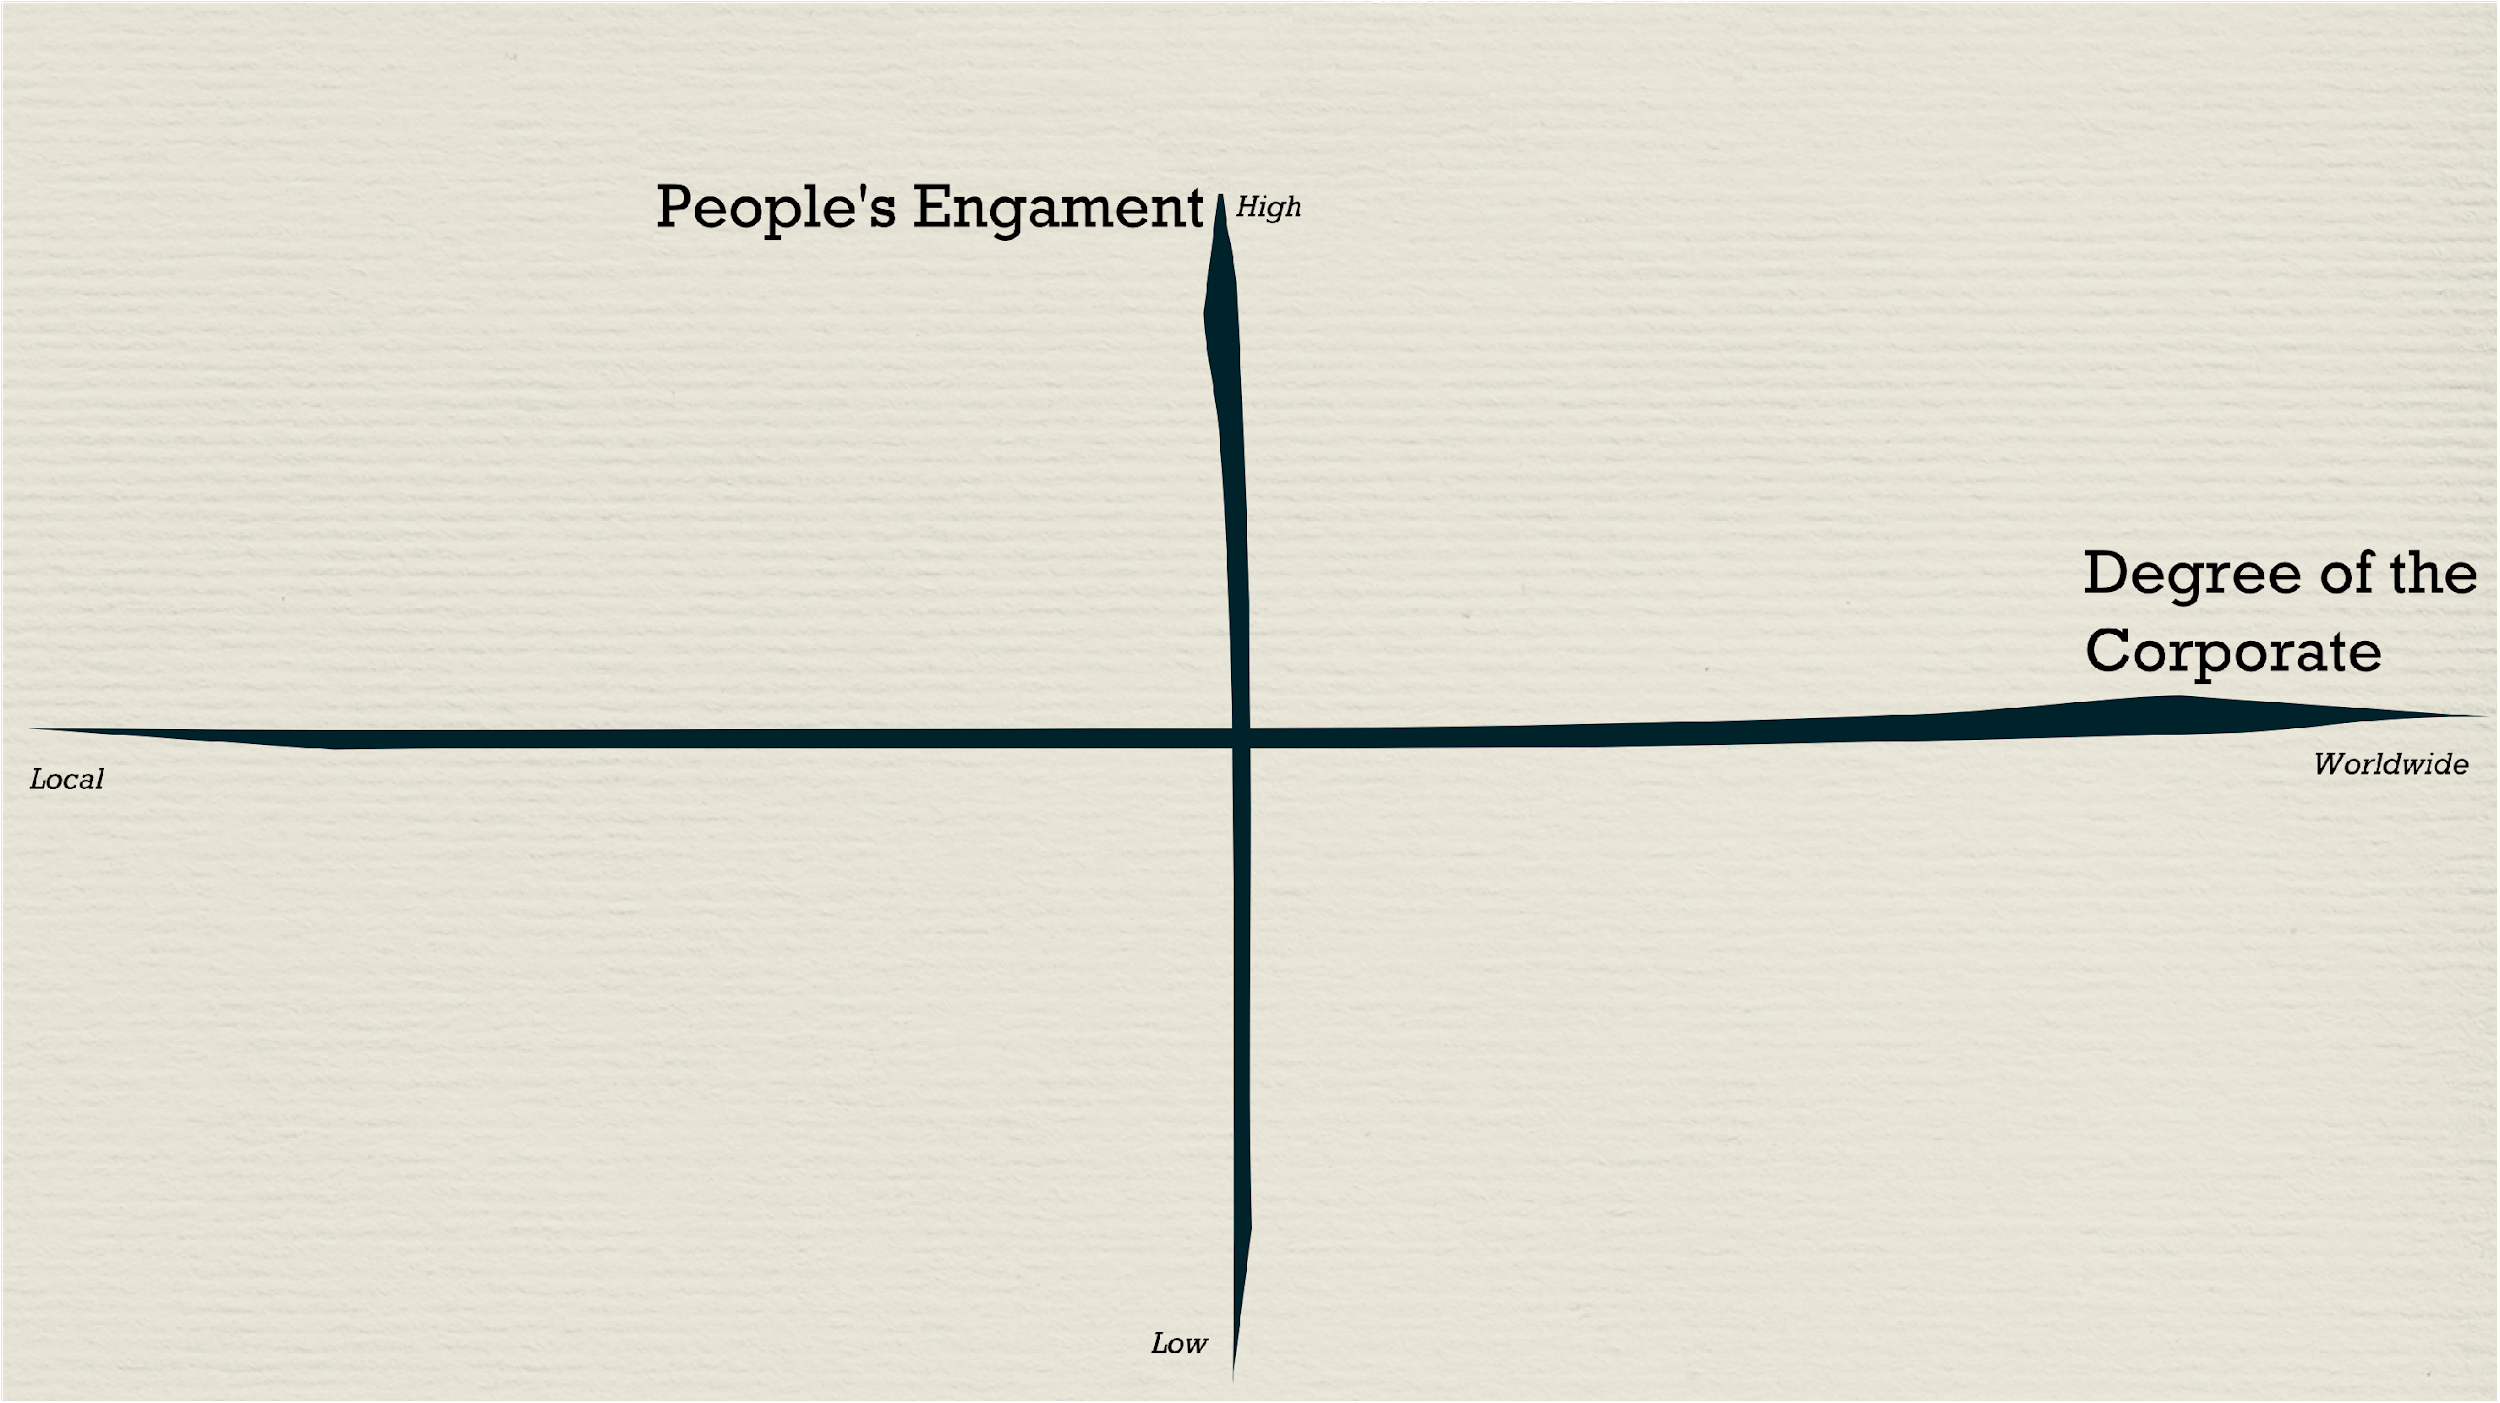 People's Engament
High
Degree of the
Corporate
Local
Worldwide
Low